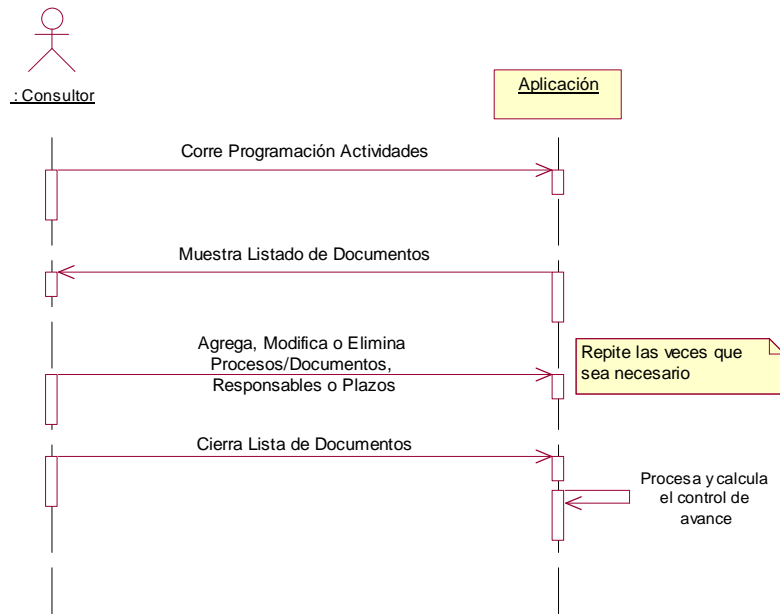 : Consultor
Aplicación
Corre Programación Actividades
Muestra Listado de Documentos
Agrega, Modifica o Elimina
Procesos/Documentos,
Responsables o Plazos
Repite las veces que
sea necesario
Cierra Lista de Documentos
Procesa y calcula
el control de
avance